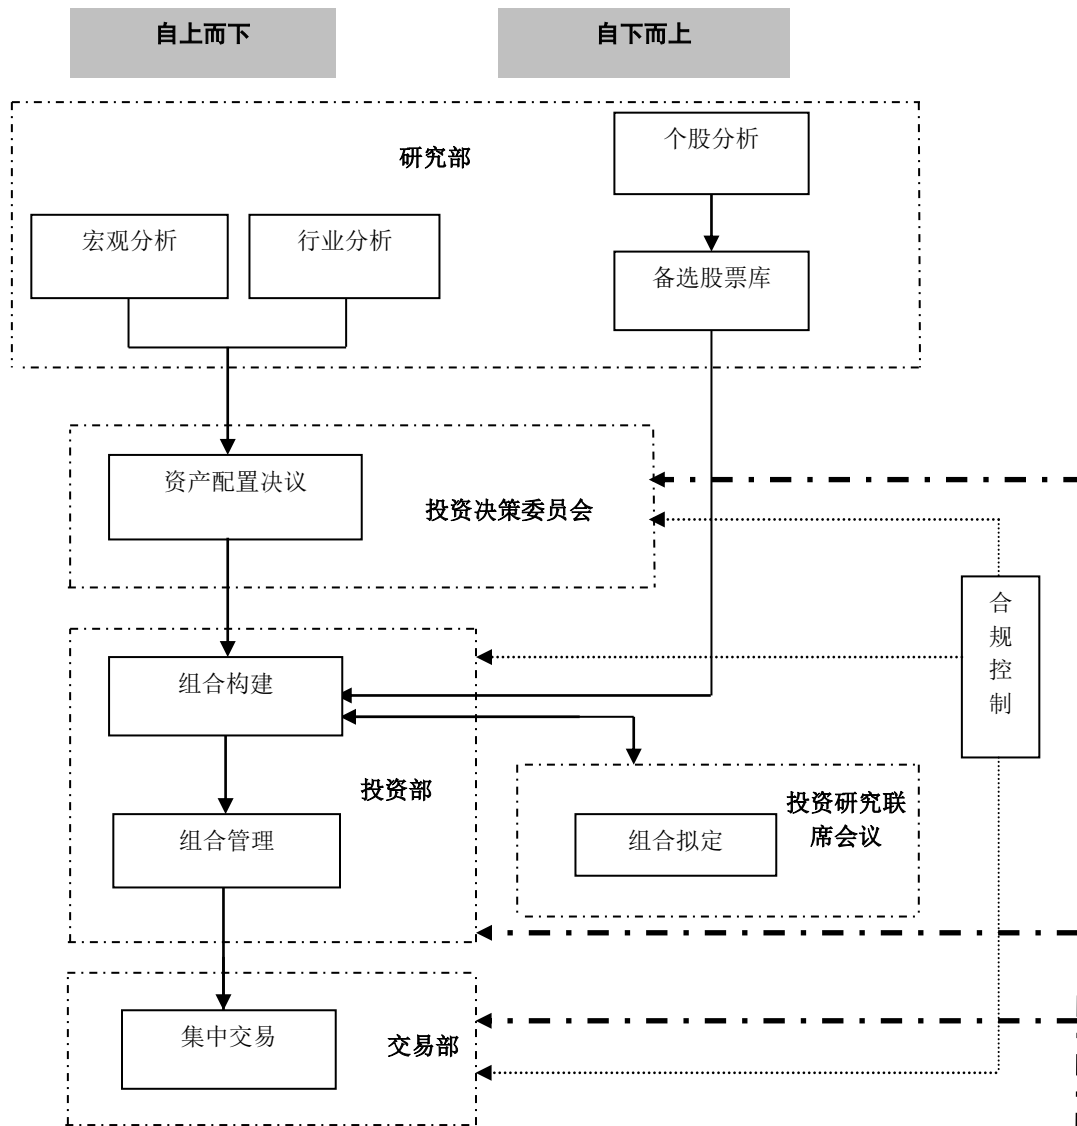 自上而下
自下而上
研究部
个股分析
宏观分析
行业分析
备选股票库
资产配置决议
投资决策委员会
合
规
控
制
组合构建
投资部
投资研究联
席会议
组合管理
组合拟定
集中交易
交易部